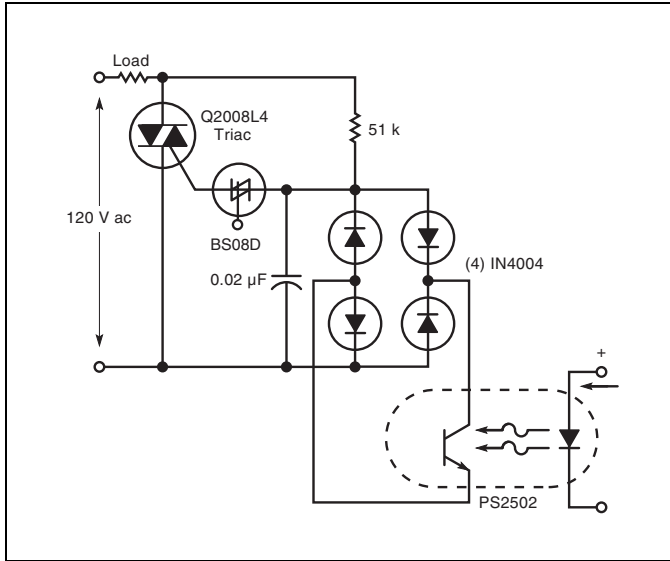 Load
Q2008L4
Triac
51 k
120 V ac
BS08D
(4) IN4004
0.02 µF
+
PS2502